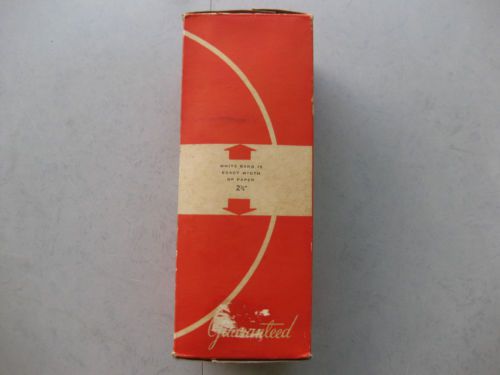 WHITE BAND IS
EXACT WIDTH
OF PAPER
2¼"
Guaranteed